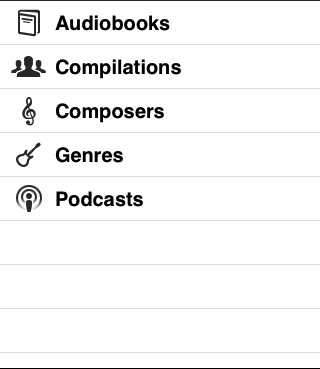 Audiobooks
Compilations
Composers
Genres
Podcasts